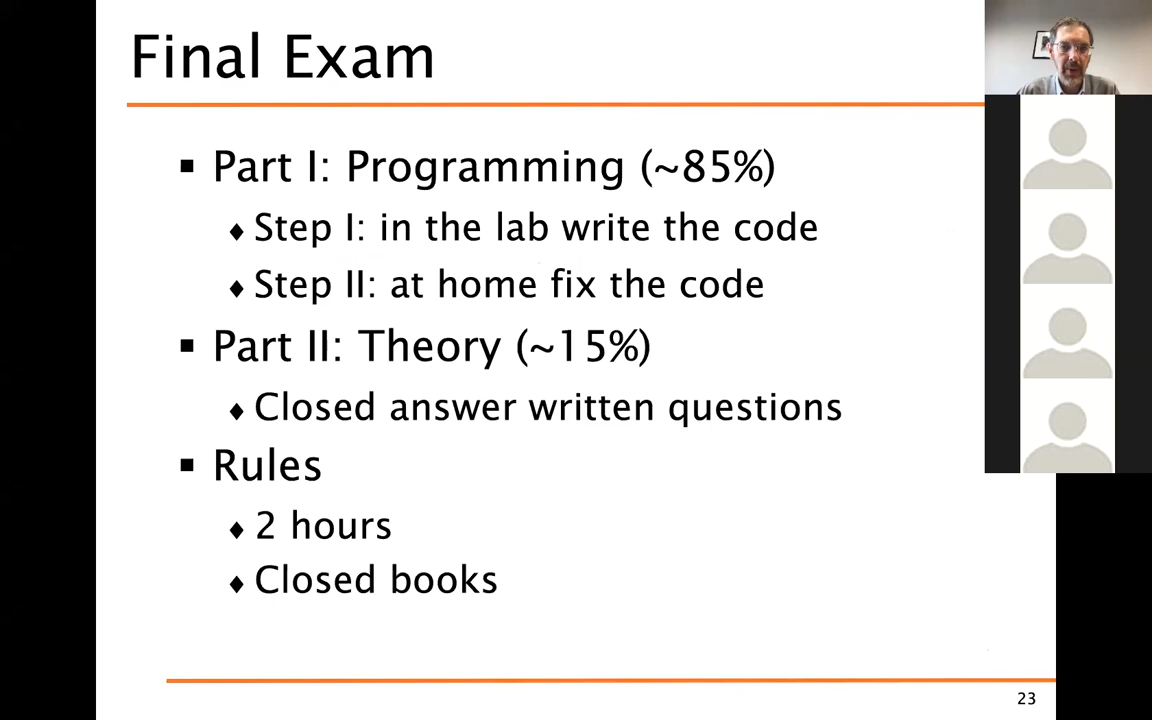 Final Exam
▪ Part I: Programming (~85%)
♦ Step I: in the lab write the code
♦ Step II: at home fix the code
▪ Part II: Theory (~15%)
♦ Closed answer written questions
▪ Rules
♦ 2 hours
♦ Closed books
23